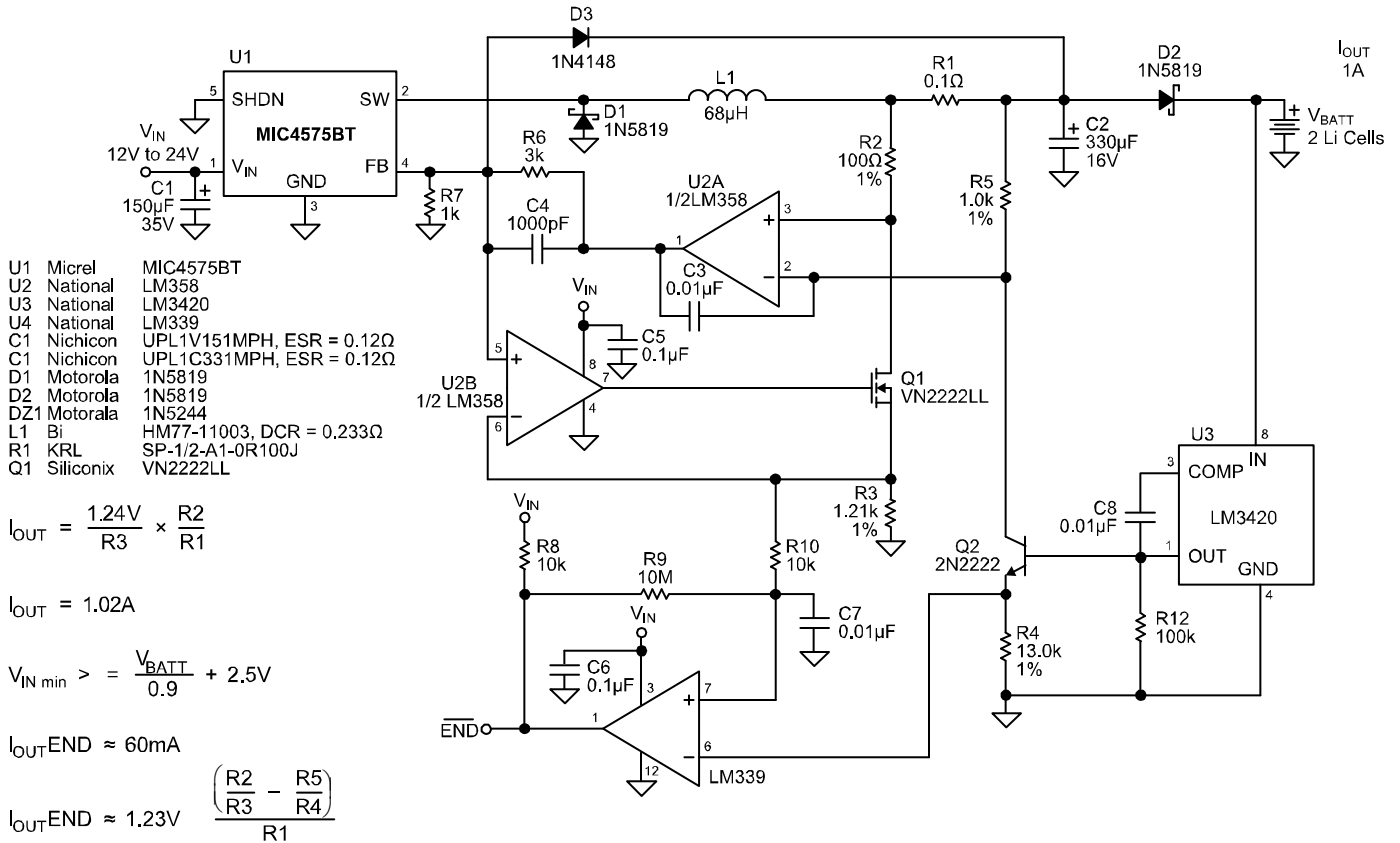 D3
1N4148
U1
5
SHDN
SW
2
MIC4575BT
V_IN
12V to 24V
1
V_IN
FB
4
GND
3
C1
150µF
35V
+
R7
1k
R6
3k
C4
1000pF
D1
1N5819
L1
68µH
R1
0.1Ω
D2
1N5819
I_OUT
1A
+
V_BATT
2 Li Cells
+
C2
330µF
16V
R2
100Ω
1%
R5
1.0k
1%
U2A
1/2LM358
+
3
1
−
2
C3
0.01µF
V_IN
C5
0.1µF
5
+
8
7
U2B
1/2 LM358
4
−
6
Q1
VN2222LL
U1 Micrel MIC4575BT
U2 National LM358
U3 National LM3420
U4 National LM339
C1 Nichicon UPL1V151MPH, ESR = 0.12Ω
C1 Nichicon UPL1C331MPH, ESR = 0.12Ω
D1 Motorola 1N5819
D2 Motorola 1N5819
DZ1 Motorala 1N5244
L1 Bi HM77-11003, DCR = 0.233Ω
R1 KRL SP-1/2-A1-0R100J
Q1 Siliconix VN2222LL
U3
8
IN
3
COMP
LM3420
1
OUT
GND
4
C8
0.01µF
R3
1.21k
1%
Q2
2N2222
R12
100k
R4
13.0k
1%
V_IN
R8
10k
R9
10M
R10
10k
C7
0.01µF
V_IN
C6
0.1µF
3
+
7
1
END
−
6
12
LM339
I_OUT = 1.24V/R3 × R2/R1
I_OUT = 1.02A
V_IN min > = V_BATT/0.9 + 2.5V
I_OUT END ≈ 60mA
I_OUT END ≈ 1.23V (R2/R3 − R5/R4)/R1